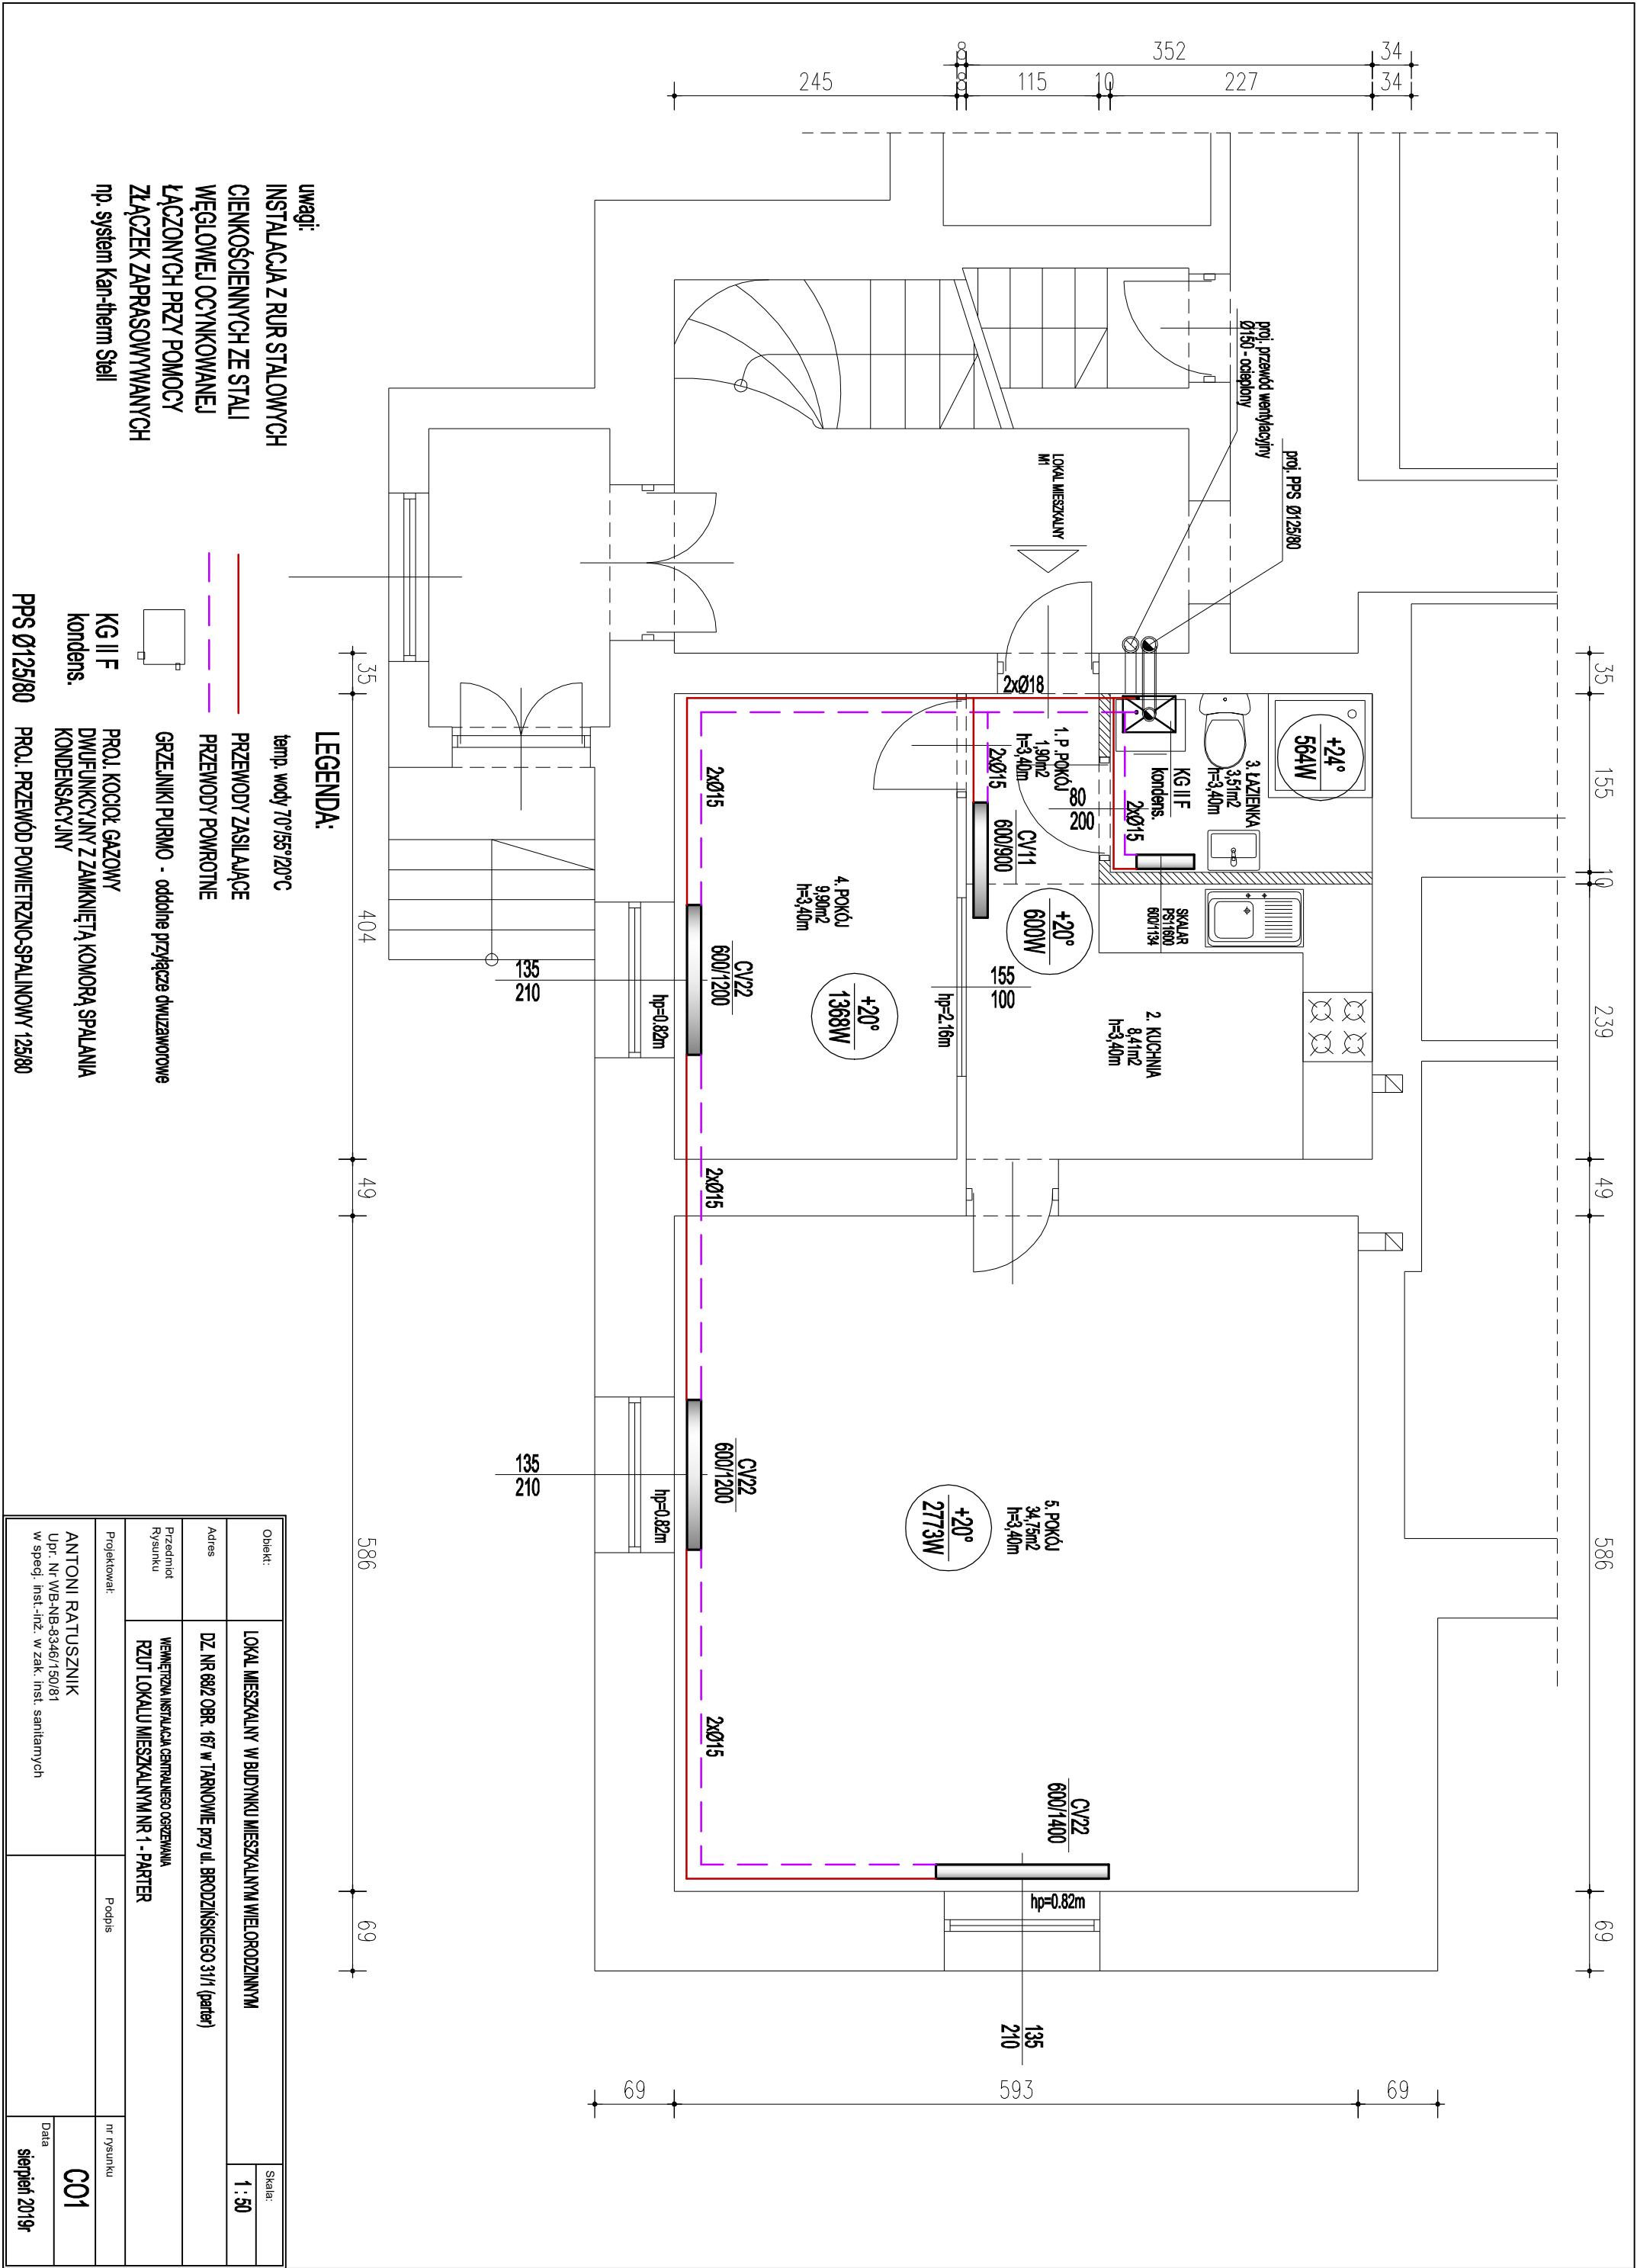 352
34
245
8
8
115
10
227
34
proj. przewód wentylacyjny
Ø150 - ocieplony
proj. PPS Ø125/80
LOKAL MIESZKALNY
M1
35
155
10
239
49
586
69
35
404
49
586
69
69
593
69
+24°
564W
3. ŁAZIENKA
3,51m2
h=3,40m
KG II F
kondens.
2xØ18
2xØ15
2xØ15
2xØ15
2xØ15
2xØ15
1. P.POKÓJ
1,90m2
h=3,40m
80
200
CV11
600/900
+20°
600W
SKALAR
PS11600
600/1134
2. KUCHNIA
8,41m2
h=3,40m
155
100
hp=2.16m
4. POKÓJ
9,90m2
h=3,40m
+20°
1368W
CV22
600/1200
hp=0.82m
135
210
CV22
600/1200
hp=0.82m
135
210
5. POKÓJ
34,75m2
h=3,40m
+20°
2773W
CV22
600/1400
hp=0.82m
135
210
uwagi:
INSTALACJA Z RUR STALOWYCH
CIENKOŚCIENNYCH ZE STALI
WĘGLOWEJ OCYNKOWANEJ
ŁĄCZONYCH PRZY POMOCY
ZŁĄCZEK ZAPRASOWYWANYCH
np. system Kan-therm Stell
LEGENDA:
temp. wody 70°/55°/20°C
PRZEWODY ZASILAJĄCE
PRZEWODY POWROTNE
GRZEJNIKI PURMO - oddolne przyłącze dwuzaworowe
KG II F
kondens.
PROJ. KOCIOŁ GAZOWY
DWUFUNKCYJNY Z ZAMKNIĘTĄ KOMORĄ SPALANIA
KONDENSACYJNY
PPS Ø125/80 PROJ. PRZEWÓD POWIETRZNO-SPALINOWY 125/80
Obiekt:
LOKAL MIESZKALNY W BUDYNKU MIESZKALNYM WIELORODZINNYM
Skala:
1 : 50
Adres
DZ. NR 68/2 OBR. 167 w TARNOWIE przy ul. BRODZIŃSKIEGO 31/1 (parter)
Przedmiot
Rysunku
WEWNĘTRZNA INSTALACJA CENTRALNEGO OGRZEWANIA
RZUT LOKALU MIESZKALNYM NR 1 - PARTER
Projektował:
Podpis
nr rysunku
ANTONI RATUSZNIK
Upr. Nr WB-NB-8346/150/81
w specj. inst.-inż. w zak. inst. sanitarnych
CO1
Data
sierpień 2019r